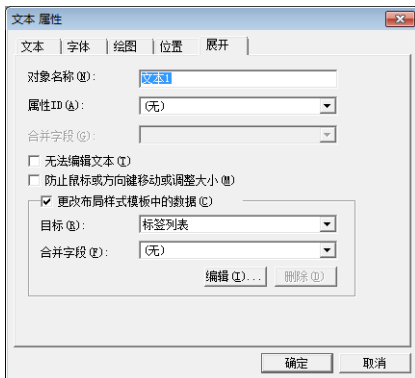 文本 属性
文本 字体 绘图 位置 展开
对象名称(N): 文本1
属性ID(A): (无)
合并字段(G):
无法编辑文本(T)
防止鼠标或方向键移动或调整大小(M)
更改布局样式模板中的数据(C)
目标(R): 标签列表
合并字段(F): (无)
编辑(I)... 删除(D)
确定 取消